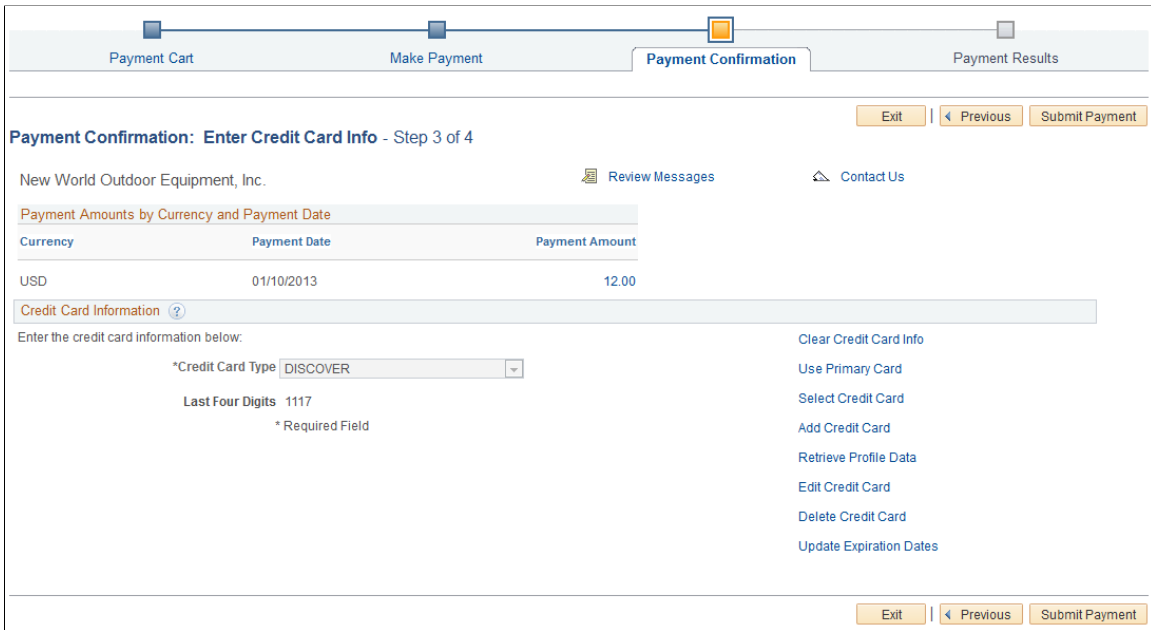 Payment Cart Make Payment Payment Confirmation Payment Results
Exit | Previous Submit Payment
Payment Confirmation: Enter Credit Card Info - Step 3 of 4
New World Outdoor Equipment, Inc. Review Messages Contact Us
Payment Amounts by Currency and Payment Date
Currency Payment Date Payment Amount
USD 01/10/2013 12.00
Credit Card Information ?
Enter the credit card information below:
*Credit Card Type DISCOVER
Last Four Digits 1117
* Required Field
Clear Credit Card Info
Use Primary Card
Select Credit Card
Add Credit Card
Retrieve Profile Data
Edit Credit Card
Delete Credit Card
Update Expiration Dates
Exit | Previous Submit Payment